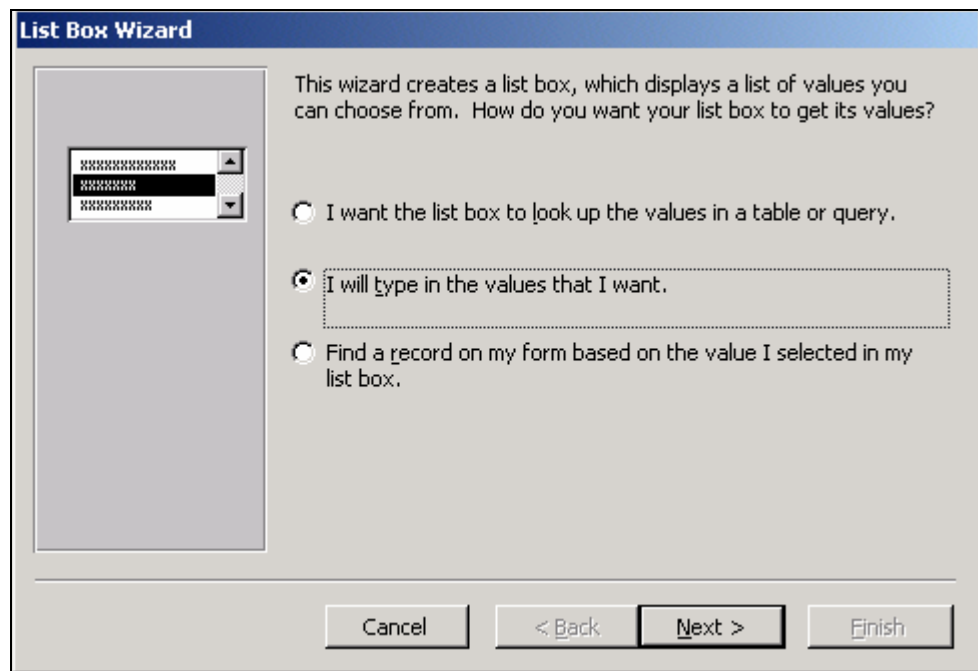 List Box Wizard
This wizard creates a list box, which displays a list of values you
can choose from.  How do you want your list box to get its values?
xxxxxxxxxxxx
xxxxxxx
xxxxxxxxx
I want the list box to look up the values in a table or query.
I will type in the values that I want.
Find a record on my form based on the value I selected in my
list box.
Cancel
< Back
Next >
Finish